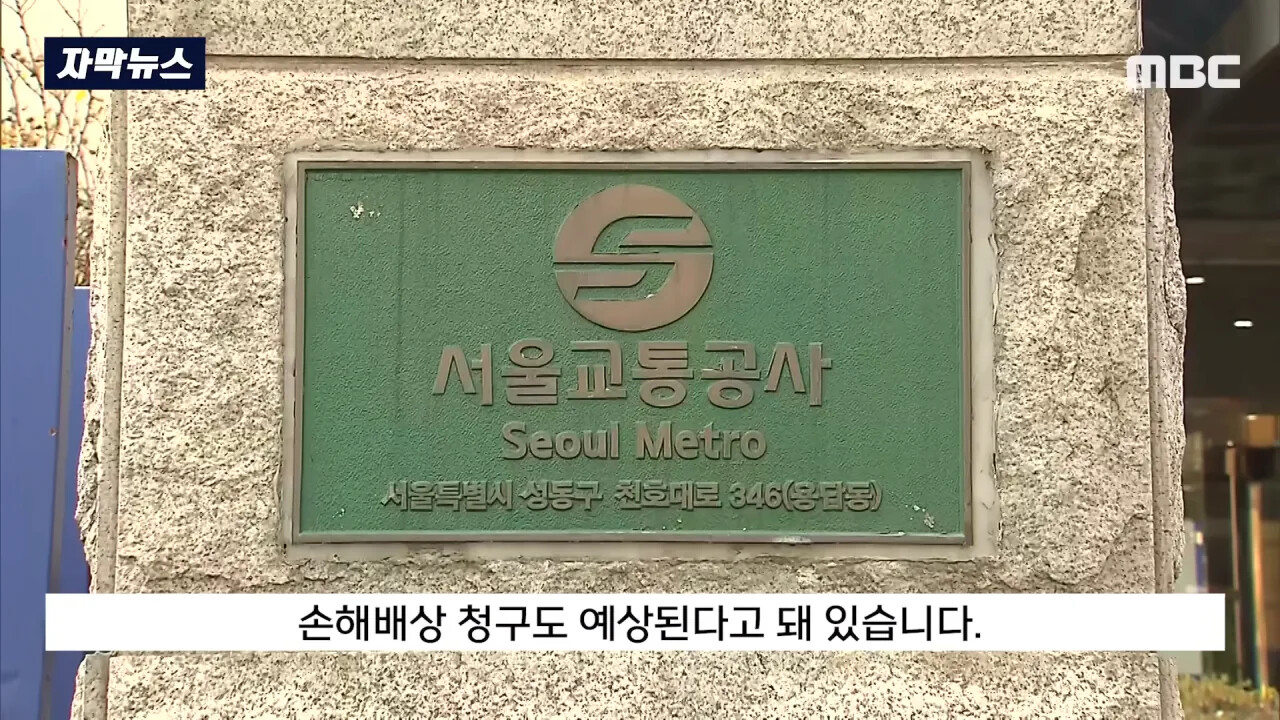 자막뉴스
MBC
서울교통공사
Seoul Metro
서울특별시 성동구 천호대로 346(용답동)
손해배상 청구도 예상된다고 돼 있습니다.